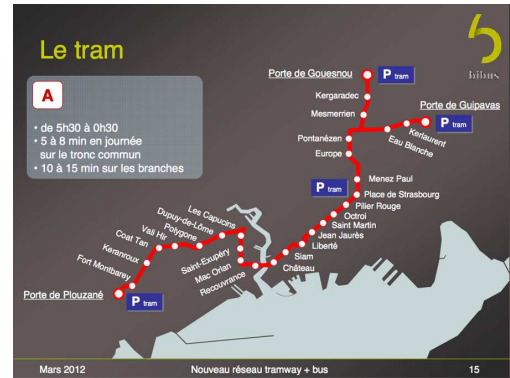 Le tram
bibus
A
• de 5h30 à 0h30
• 5 à 8 min en journée
sur le tronc commun
• 10 à 15 min sur les branches
Porte de Gouesnou
P tram
Kergaradec
Mesmerrien
Porte de Guipavas
P tram
Kerlaurent
Eau Blanche
Pontanézen
Europe
Menez Paul
P tram
Place de Strasbourg
Pilier Rouge
Octroi
Saint Martin
Jean Jaurès
Liberté
Siam
Château
Recouvrance
Mac Orlan
Saint-Exupéry
Les Capucins
Dupuy-de-Lôme
Polygone
Vali Hir
Coat Tan
Keranroux
Fort Montbarey
Porte de Plouzané
P tram
Mars 2012
Nouveau réseau tramway + bus
15